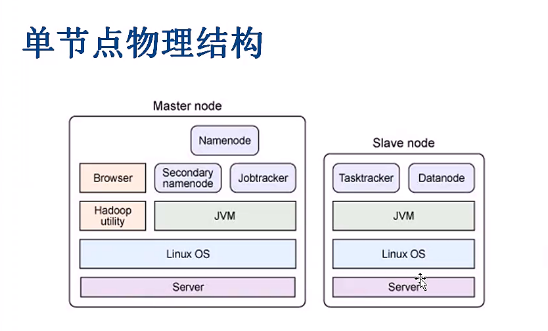 单节点物理结构
Master node
Namenode
Browser
Secondary
namenode
Jobtracker
Hadoop
utility
JVM
Linux OS
Server
Slave node
Tasktracker
Datanode
JVM
Linux OS
Server